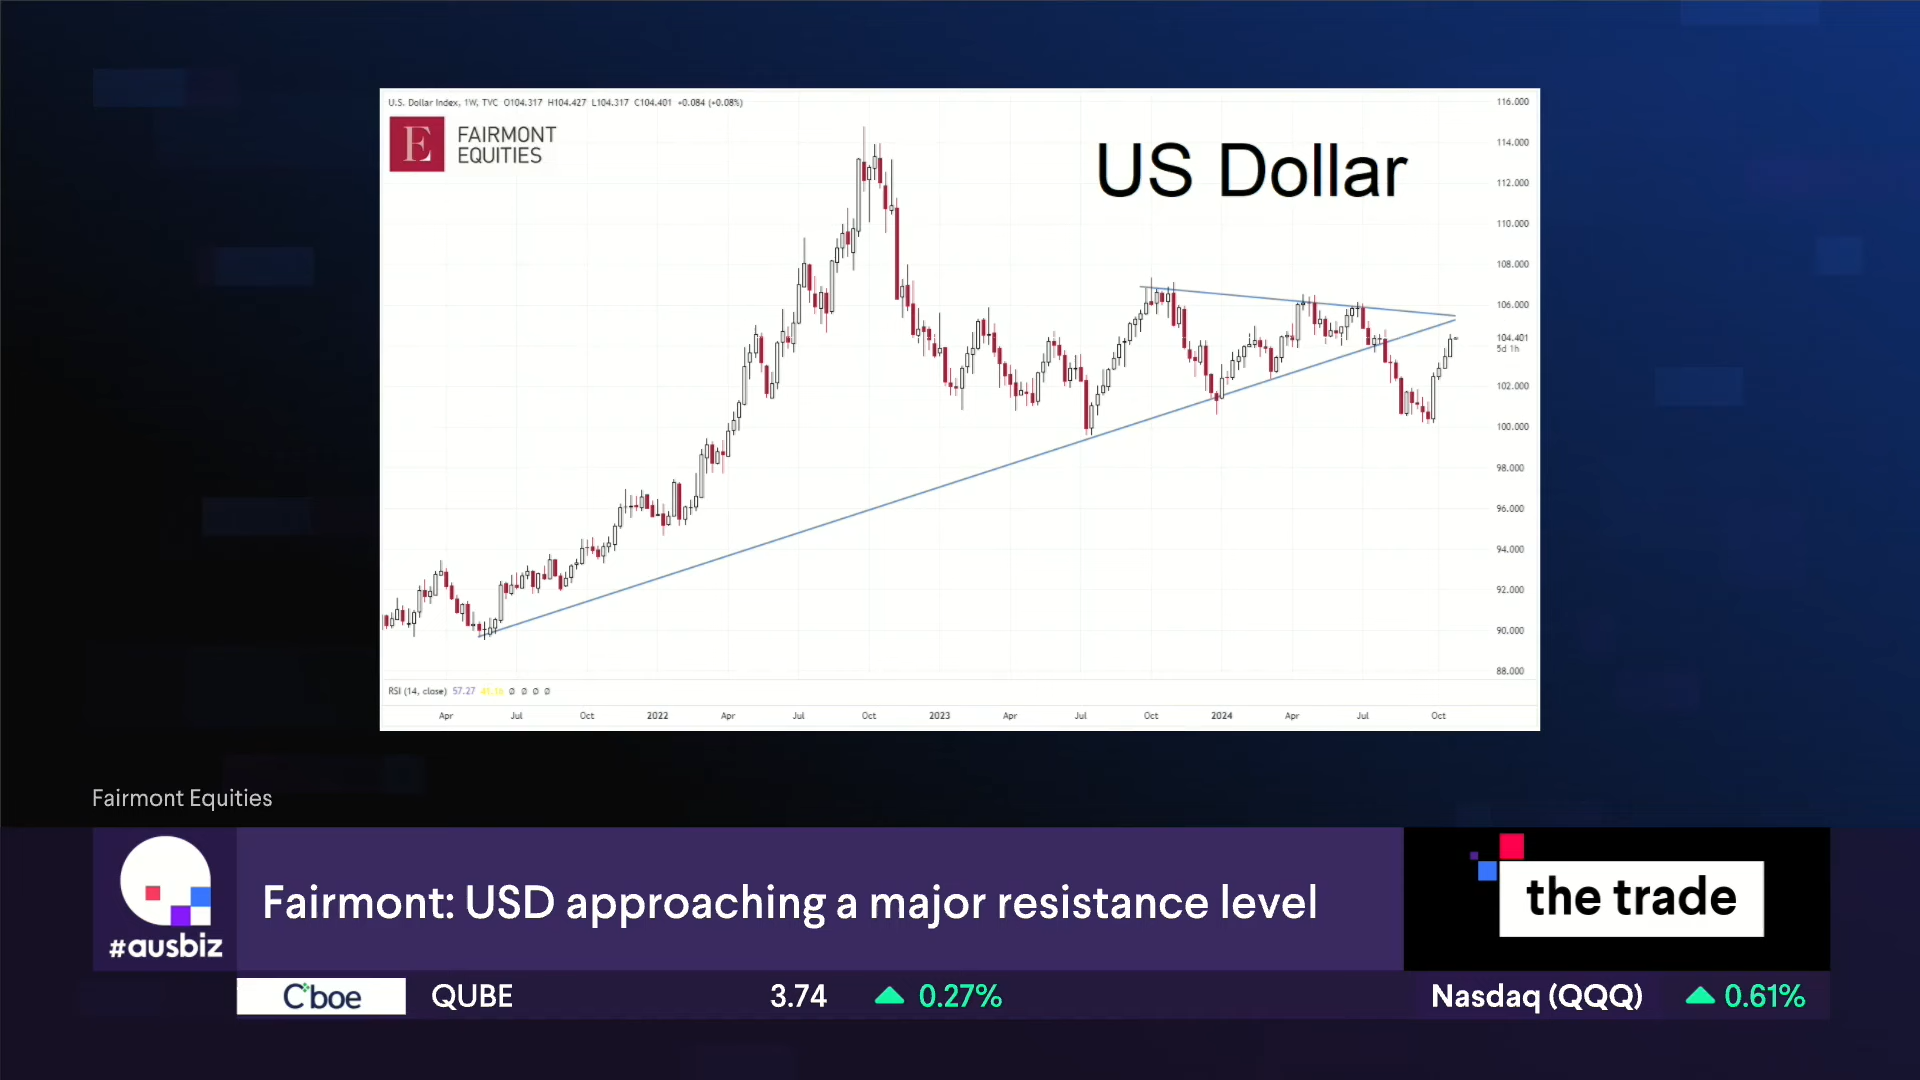 U.S. Dollar Index, 1W, TVC O104.317 H104.427 L104.317 C104.401 +0.084 (+0.08%)
E FAIRMONT
EQUITIES
US Dollar
116.000
114.000
112.000
110.000
108.000
106.000
104.401
5d 1h
102.000
100.000
98.000
96.000
94.000
92.000
90.000
88.000
RSI (14, close) 57.27 41.16 Ø Ø Ø Ø
Apr Jul Oct 2022 Apr Jul Oct 2023 Apr Jul Oct 2024 Apr Jul Oct
Fairmont Equities
#ausbiz
Fairmont: USD approaching a major resistance level
the trade
Cboe QUBE 3.74 0.27% Nasdaq (QQQ) 0.61%